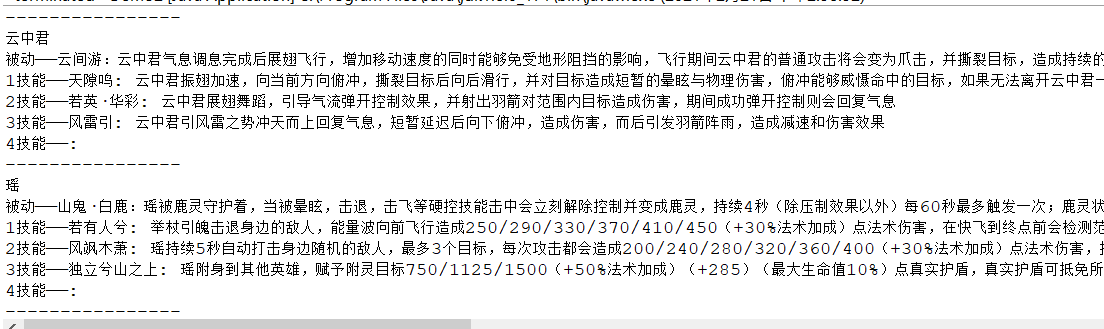 ----------------
云中君
被动——云间游：云中君气息调息完成后展翅飞行，增加移动速度的同时能够免受地形阻挡的影响，飞行期间云中君的普通攻击将会变为爪击，并撕裂目标，造成持续的
1技能——天隙鸣： 云中君振翅加速，向当前方向俯冲，撕裂目标后向后滑行，并对目标造成短暂的晕眩与物理伤害，俯冲能够威慑命中的目标，如果无法离开云中君一
2技能——若英·华彩： 云中君展翅舞蹈，引导气流弹开控制效果，并射出羽箭对范围内目标造成伤害，期间成功弹开控制则会回复气息
3技能——风雷引： 云中君引风雷之势冲天而上回复气息，短暂延迟后向下俯冲，造成伤害，而后引发羽箭阵雨，造成减速和伤害效果
4技能——：
----------------
瑶
被动——山鬼·白鹿：瑶被鹿灵守护着，当被晕眩，击退，击飞等硬控技能击中会立刻解除控制并变成鹿灵，持续4秒（除压制效果以外）每60秒最多触发一次；鹿灵状
1技能——若有人兮： 举杖引魄击退身边的敌人，能量波向前飞行造成250/290/330/370/410/450（+30%法术加成）点法术伤害，在快飞到终点前会检测范
2技能——风飒木萧： 瑶持续5秒自动打击身边随机的敌人，最多3个目标，每次攻击都会造成200/240/280/320/360/400（+30%法术加成）点法术伤害，
3技能——独立兮山之上： 瑶附身到其他英雄，赋予附灵目标750/1125/1500（+50%法术加成）（+285）（最大生命值10%）点真实护盾，真实护盾可抵免所
4技能——：
----------------